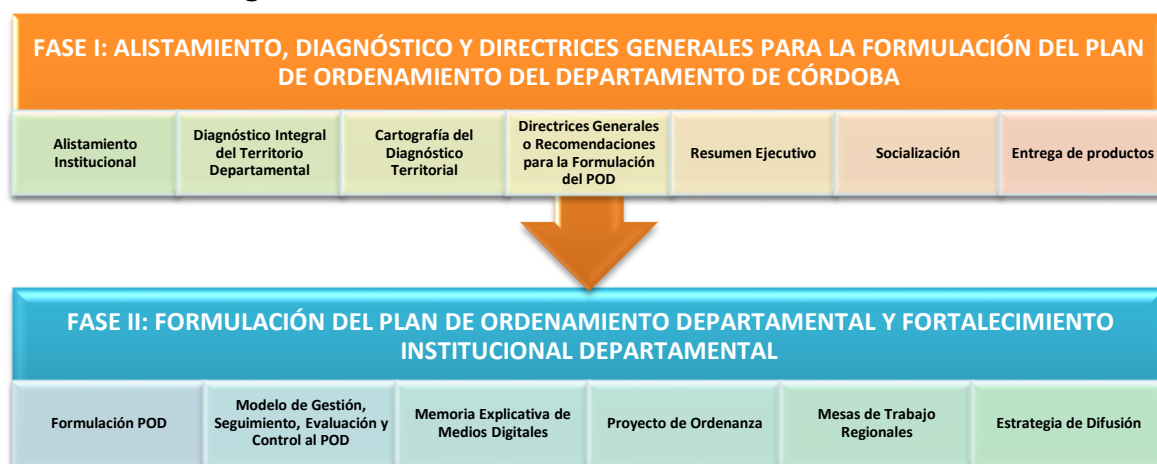 FASE I: ALISTAMIENTO, DIAGNÓSTICO Y DIRECTRICES GENERALES PARA LA FORMULACIÓN DEL PLAN
DE ORDENAMIENTO DEL DEPARTAMENTO DE CÓRDOBA
Alistamiento
Institucional
Diagnóstico Integral
del Territorio
Departamental
Cartografía del
Diagnóstico
Territorial
Directrices Generales
o Recomendaciones
para la Formulación
del POD
Resumen Ejecutivo
Socialización
Entrega de productos
FASE II: FORMULACIÓN DEL PLAN DE ORDENAMIENTO DEPARTAMENTAL Y FORTALECIMIENTO
INSTITUCIONAL DEPARTAMENTAL
Formulación POD
Modelo de Gestión,
Seguimiento, Evaluación y
Control al POD
Memoria Explicativa de
Medios Digitales
Proyecto de Ordenanza
Mesas de Trabajo
Regionales
Estrategia de Difusión